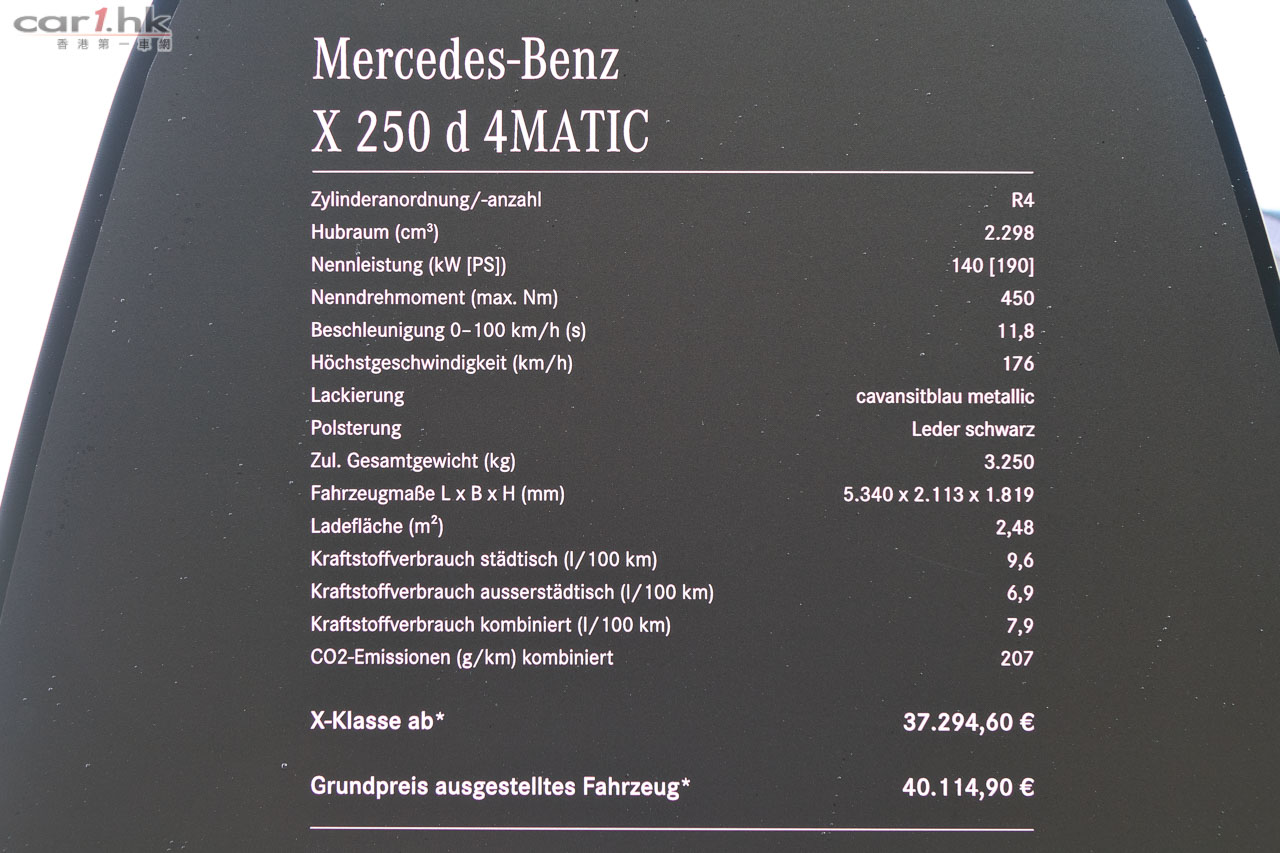 car1.hk
香港第一車網
Mercedes-Benz
X 250 d 4MATIC
Zylinderanordnung/-anzahl R4
Hubraum (cm³) 2.298
Nennleistung (kW [PS]) 140 [190]
Nenndrehmoment (max. Nm) 450
Beschleunigung 0–100 km/h (s) 11,8
Höchstgeschwindigkeit (km/h) 176
Lackierung cavansitblau metallic
Polsterung Leder schwarz
Zul. Gesamtgewicht (kg) 3.250
Fahrzeugmaße L x B x H (mm) 5.340 x 2.113 x 1.819
Ladefläche (m²) 2,48
Kraftstoffverbrauch städtisch (l/100 km) 9,6
Kraftstoffverbrauch ausserstädtisch (l/100 km) 6,9
Kraftstoffverbrauch kombiniert (l/100 km) 7,9
CO2-Emissionen (g/km) kombiniert 207
X-Klasse ab* 37.294,60 €
Grundpreis ausgestelltes Fahrzeug* 40.114,90 €